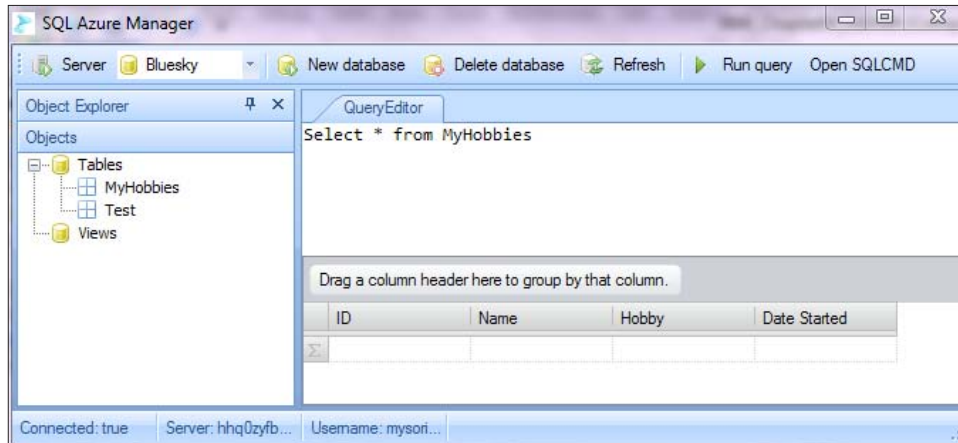 SQL Azure Manager
Server Bluesky New database Delete database Refresh Run query Open SQLCMD
Object Explorer
QueryEditor
Objects
Select * from MyHobbies
Tables
MyHobbies
Test
Views
Drag a column header here to group by that column.
ID Name Hobby Date Started
Σ
Connected: true Server: hhq0zyfb... Username: mysori...